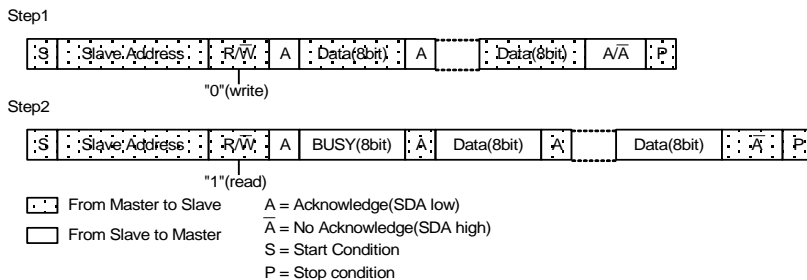 Step1
S Slave Address R/W̅ A Data(8bit) A Data(8bit) A/A̅ P
"0"(write)
Step2
S Slave Address R/W̅ A BUSY(8bit) A Data(8bit) A Data(8bit) A̅ P
"1"(read)
From Master to Slave
From Slave to Master
A = Acknowledge(SDA low)
A̅ = No Acknowledge(SDA high)
S = Start Condition
P = Stop condition